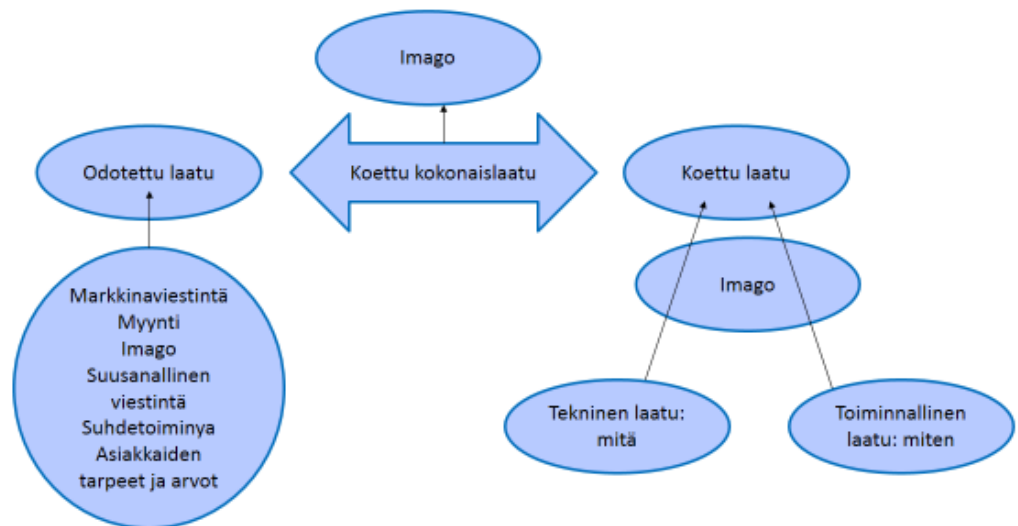 Imago
Odotettu laatu
Koettu kokonaislaatu
Koettu laatu
Markkinaviestintä
Myynti
Imago
Suusanallinen
viestintä
Suhdetoiminya
Asiakkaiden
tarpeet ja arvot
Imago
Tekninen laatu:
mitä
Toiminnallinen
laatu: miten